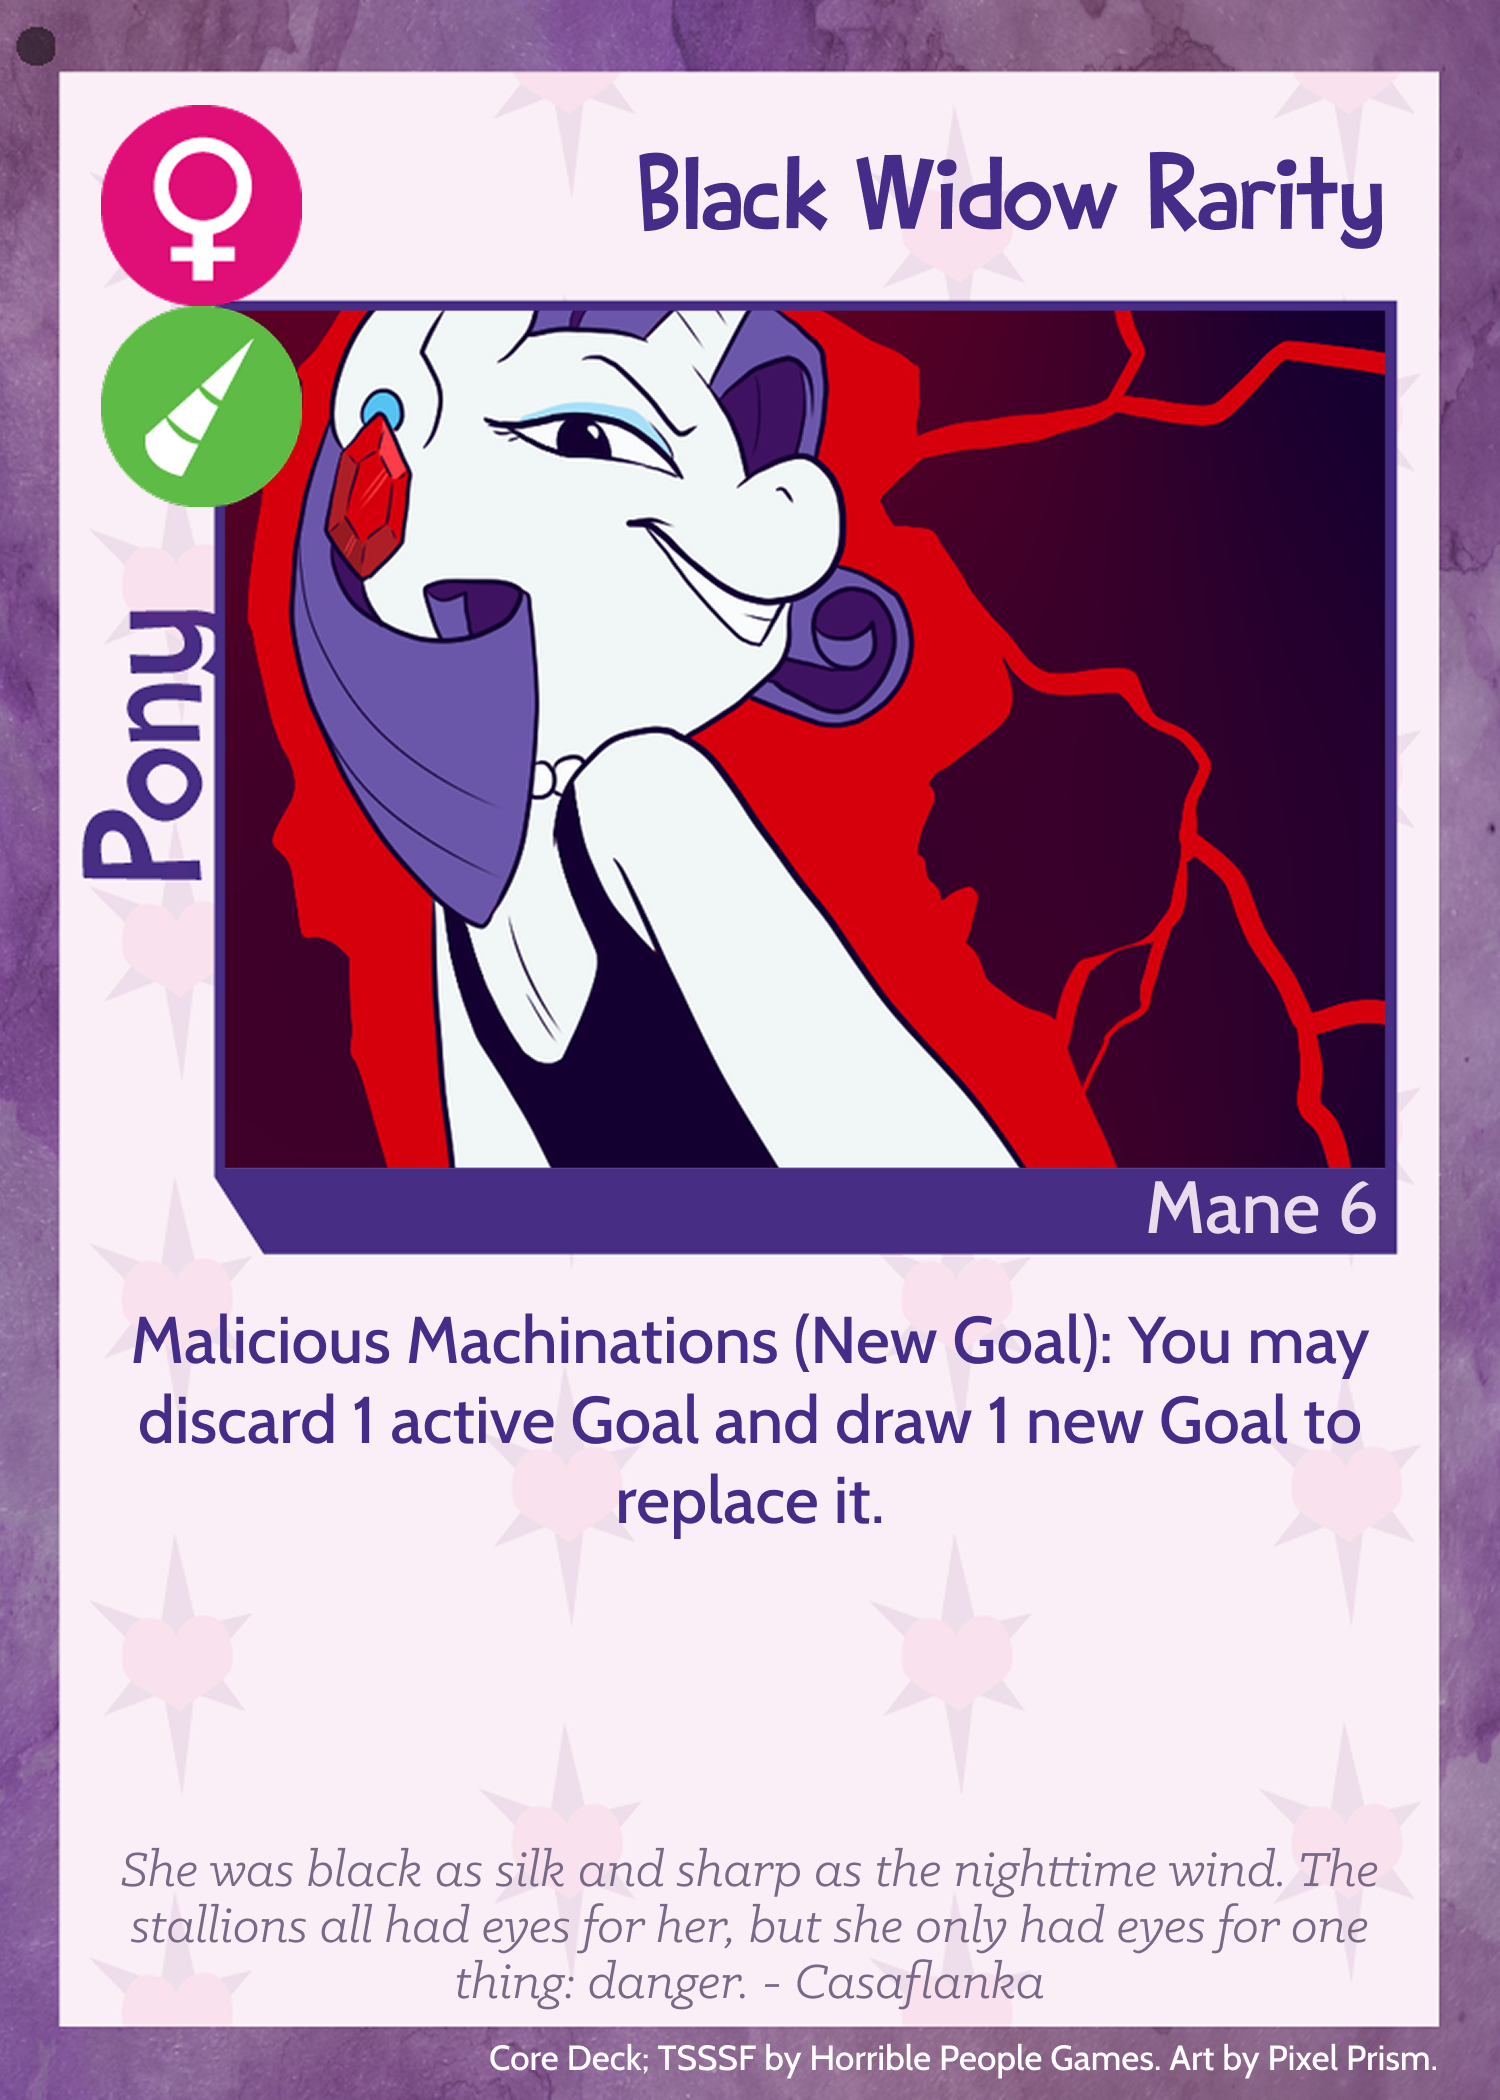 Black Widow Rarity
Pony
Mane 6
Malicious Machinations (New Goal): You may
discard 1 active Goal and draw 1 new Goal to
replace it.
She was black as silk and sharp as the nighttime wind. The
stallions all had eyes for her, but she only had eyes for one
thing: danger. - Casaflanka
Core Deck; TSSSF by Horrible People Games. Art by Pixel Prism.